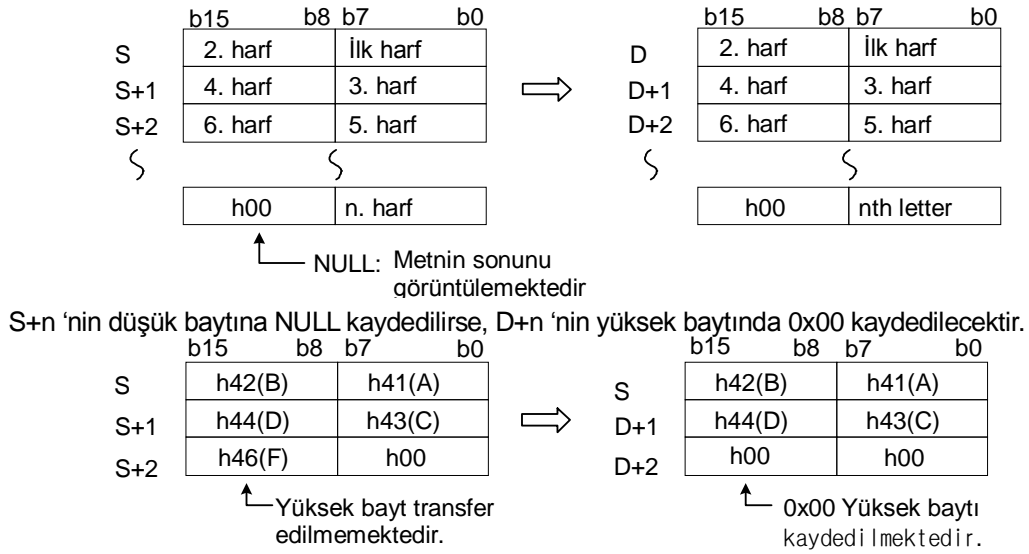 b15 b8 b7 b0 b15 b8 b7 b0
S 2. harf İlk harf D 2. harf İlk harf
S+1 4. harf 3. harf D+1 4. harf 3. harf
S+2 6. harf 5. harf D+2 6. harf 5. harf
h00 n. harf h00 nth letter
NULL: Metnin sonunu
görüntülemektedir
S+n ‘nin düşük baytına NULL kaydedilirse, D+n ‘nin yüksek baytında 0x00 kaydedilecektir.
b15 b8 b7 b0 b15 b8 b7 b0
S h42(B) h41(A) S h42(B) h41(A)
S+1 h44(D) h43(C) D+1 h44(D) h43(C)
S+2 h46(F) h00 D+2 h00 h00
Yüksek bayt transfer 0x00 Yüksek baytı
edilmemektedir. kaydedilmektedir.